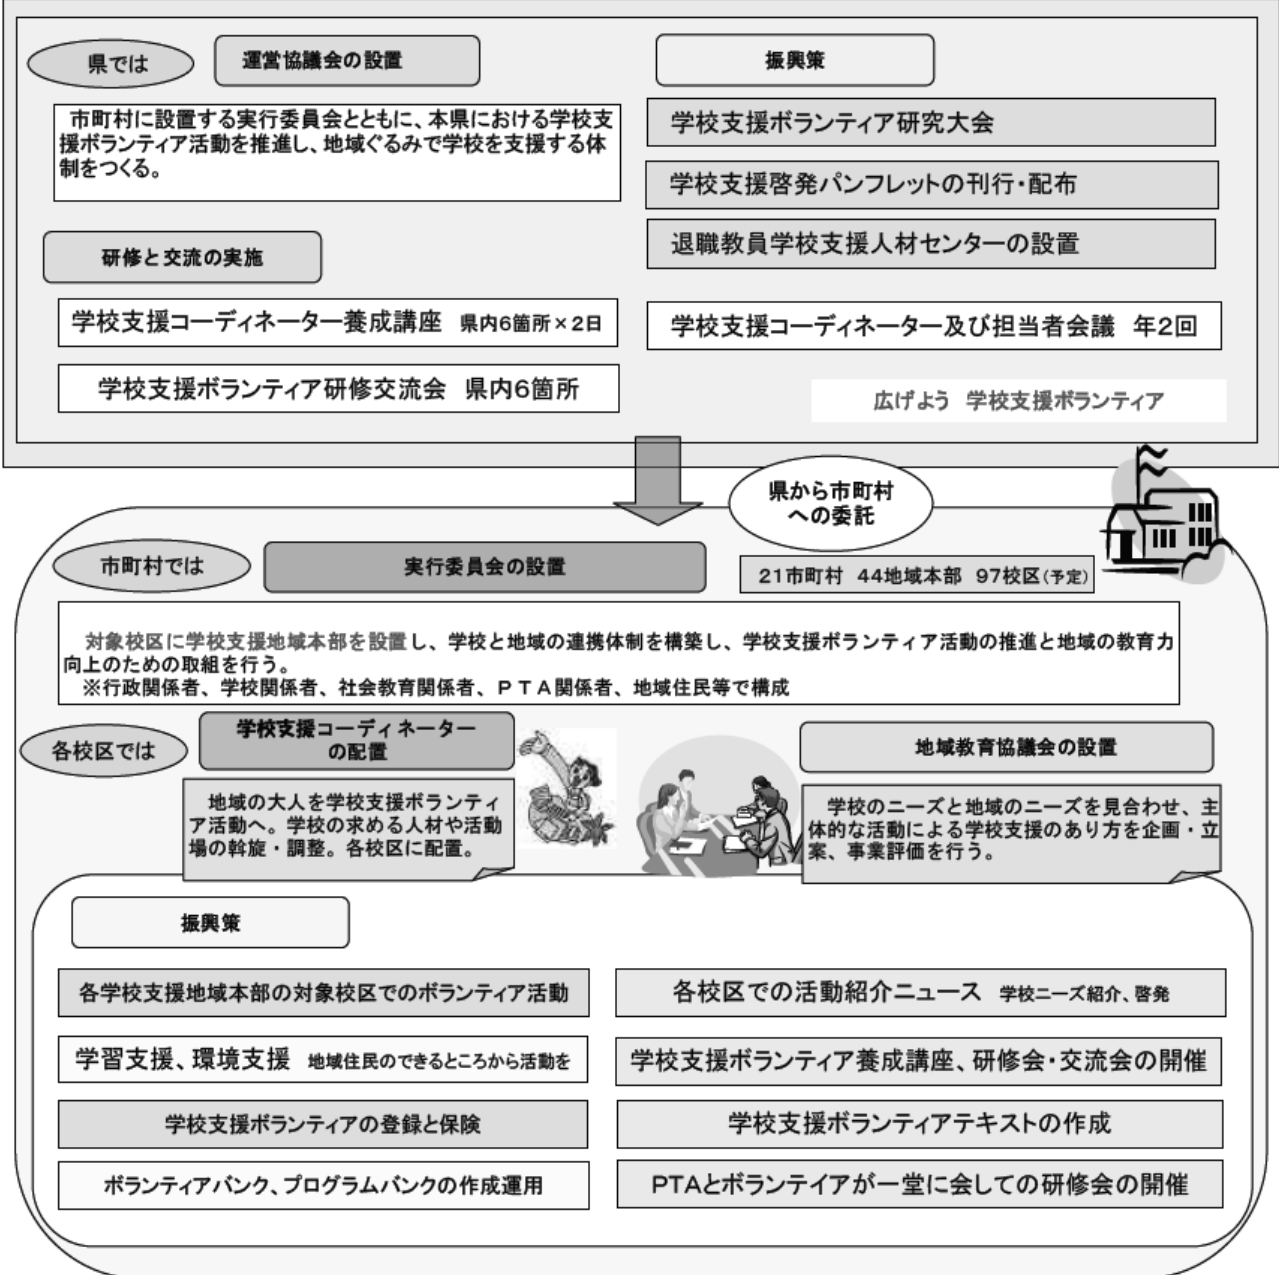 県では
運営協議会の設置
市町村に設置する実行委員会とともに、本県における学校支
援ボランティア活動を推進し、地域ぐるみで学校を支援する体
制をつくる。
研修と交流の実施
学校支援コーディネーター養成講座　県内6箇所×2日
学校支援ボランティア研修交流会　県内6箇所
振興策
学校支援ボランティア研究大会
学校支援啓発パンフレットの刊行・配布
退職教員学校支援人材センターの設置
学校支援コーディネーター及び担当者会議　年2回
広げよう　学校支援ボランティア
県から市町村
への委託
市町村では
実行委員会の設置
21市町村　44地域本部　97校区(予定)
対象校区に学校支援地域本部を設置し、学校と地域の連携体制を構築し、学校支援ボランティア活動の推進と地域の教育力
向上のための取組を行う。
※行政関係者、学校関係者、社会教育関係者、ＰＴＡ関係者、地域住民等で構成
各校区では
学校支援コーディネーター
の配置
地域の大人を学校支援ボランティ
ア活動へ。学校の求める人材や活動
場の斡旋・調整。各校区に配置。
地域教育協議会の設置
学校のニーズと地域のニーズを見合わせ、主
体的な活動による学校支援のあり方を企画・立
案、事業評価を行う。
振興策
各学校支援地域本部の対象校区でのボランティア活動
学習支援、環境支援　地域住民のできるところから活動を
学校支援ボランティアの登録と保険
ボランティアバンク、プログラムバンクの作成運用
各校区での活動紹介ニュース　学校ニーズ紹介、啓発
学校支援ボランティア養成講座、研修会・交流会の開催
学校支援ボランティアテキストの作成
PTAとボランテイアが一堂に会しての研修会の開催